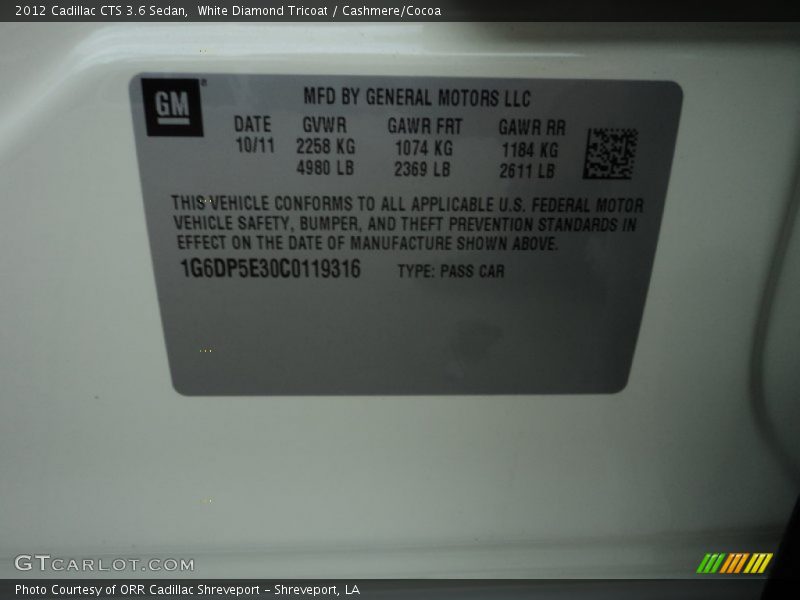 2012 Cadillac CTS 3.6 Sedan,  White Diamond Tricoat / Cashmere/Cocoa
GM®
MFD BY GENERAL MOTORS LLC
DATE GVWR GAWR FRT GAWR RR
10/11 2258 KG 1074 KG 1184 KG
4980 LB 2369 LB 2611 LB
THIS VEHICLE CONFORMS TO ALL APPLICABLE U.S. FEDERAL MOTOR
VEHICLE SAFETY, BUMPER, AND THEFT PREVENTION STANDARDS IN
EFFECT ON THE DATE OF MANUFACTURE SHOWN ABOVE.
1G6DP5E30C0119316 TYPE: PASS CAR
GTCARLOT.COM
Photo Courtesy of ORR Cadillac Shreveport - Shreveport, LA